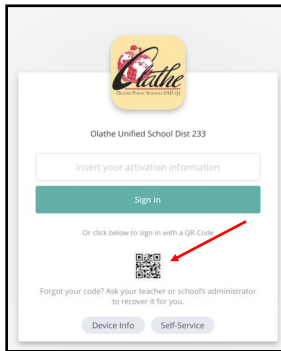 Olathe
Olathe Public Schools USD 233
Olathe Unified School Dist 233
Insert your activation information
Sign in
Or click below to sign in with a QR Code
Forgot your code? Ask your teacher or school's administrator
to recover it for you.
Device Info
Self-Service